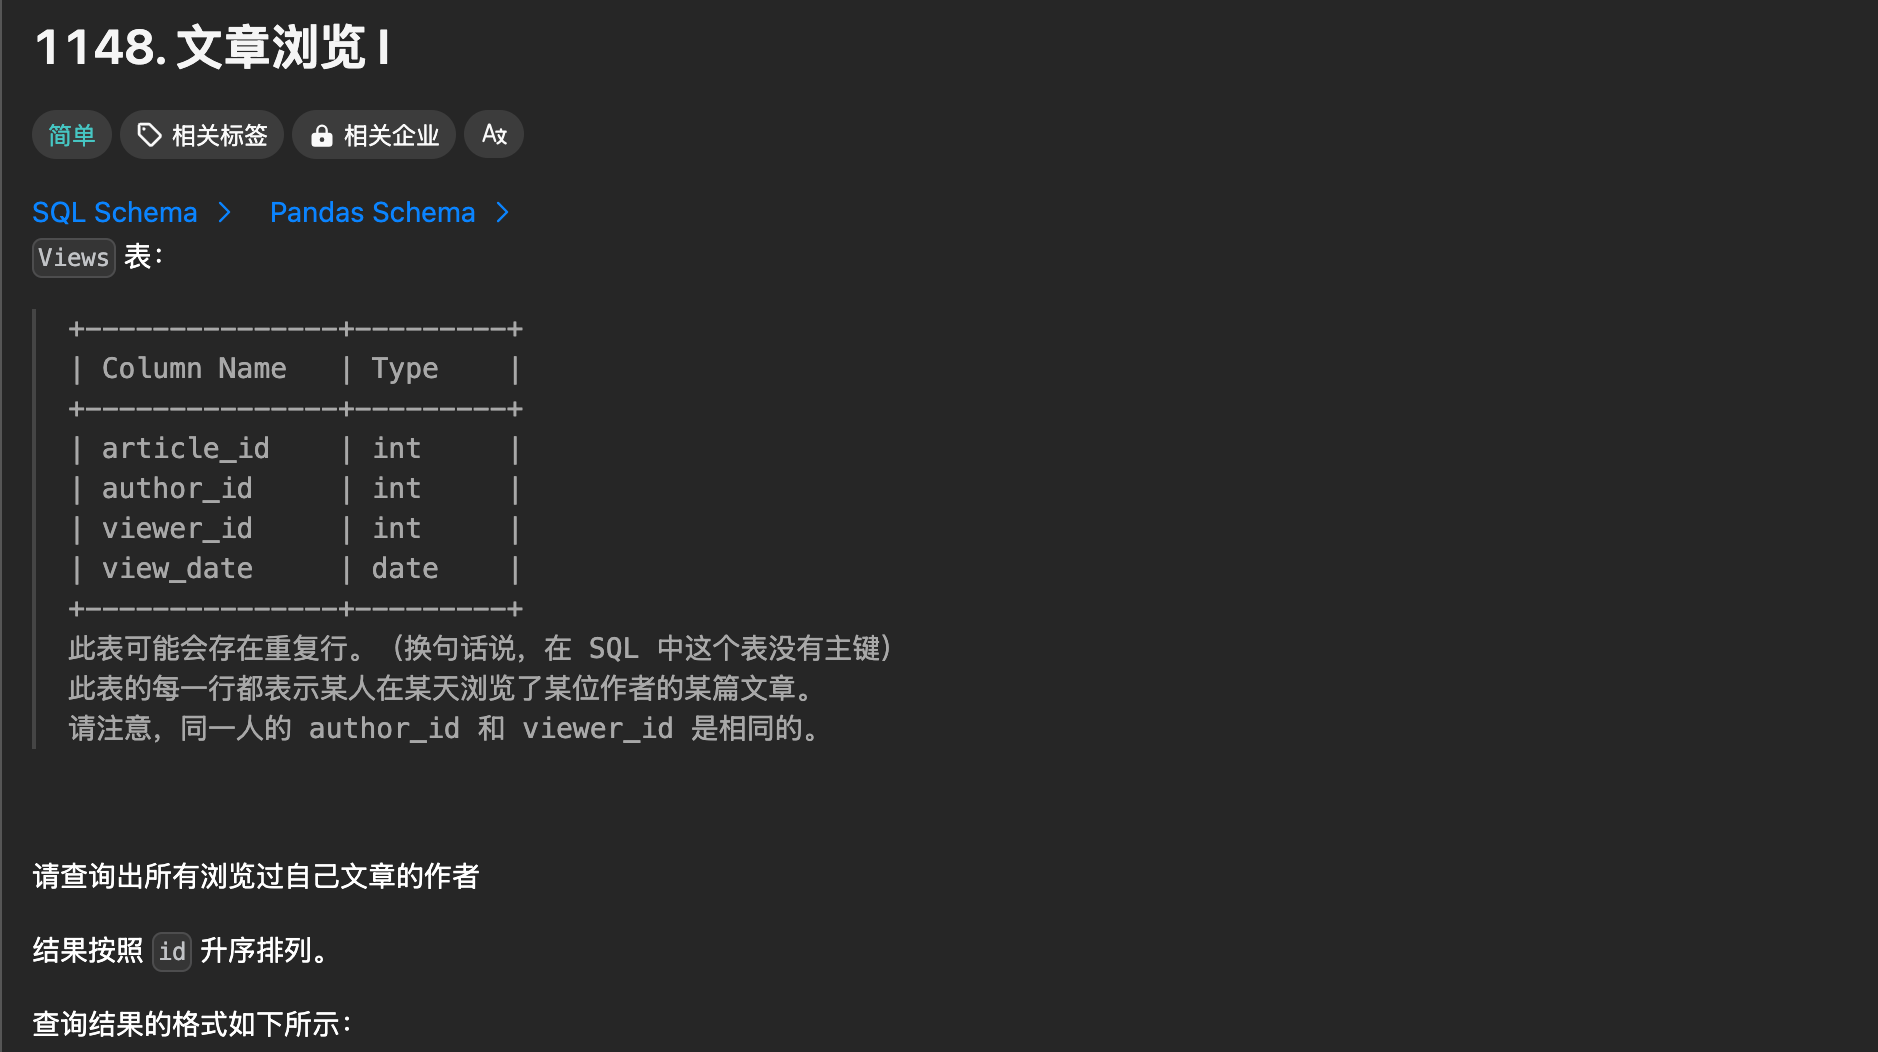 1148. 文章浏览 I
简单 相关标签 相关企业
SQL Schema > Pandas Schema >
Views 表：
+---------------+---------+
| Column Name   | Type    |
+---------------+---------+
| article_id    | int     |
| author_id     | int     |
| viewer_id     | int     |
| view_date     | date    |
+---------------+---------+
此表可能会存在重复行。（换句话说，在 SQL 中这个表没有主键）
此表的每一行都表示某人在某天浏览了某位作者的某篇文章。
请注意，同一人的 author_id 和 viewer_id 是相同的。
请查询出所有浏览过自己文章的作者
结果按照 id 升序排列。
查询结果的格式如下所示：